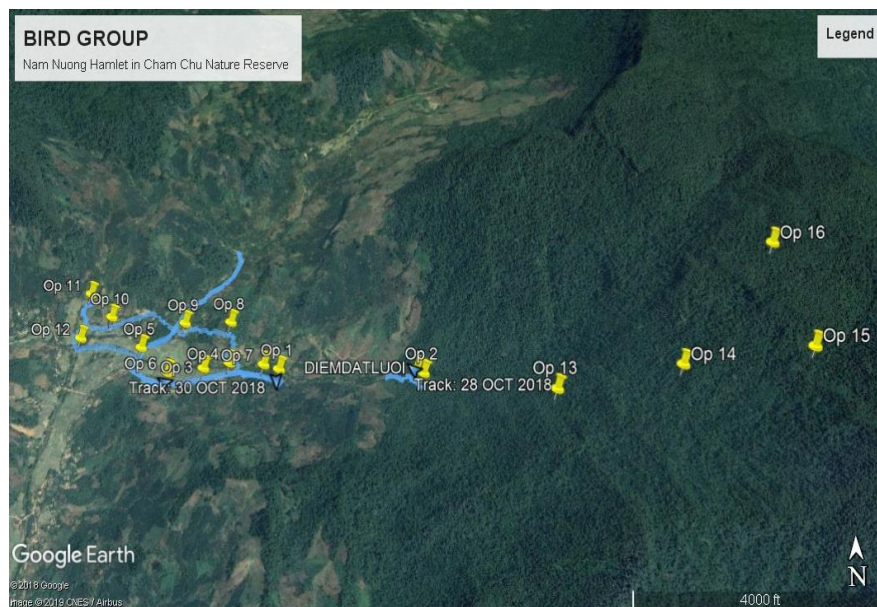 BIRD GROUP
Nam Nuong Hamlet in Cham Chu Nature Reserve
Legend
Op 16
Op 11
Op 10
Op 9
Op 8
Op 12
Op 5
Op 15
Op 6
Op 3
Op 4
Op 7
Op 1
DIEMDATLUOI
Op 2
Op 13
Op 14
Track: 30 OCT 2018
Track: 28 OCT 2018
Google Earth
© 2018 Google
Image © 2019 CNES / Airbus
N
4000 ft